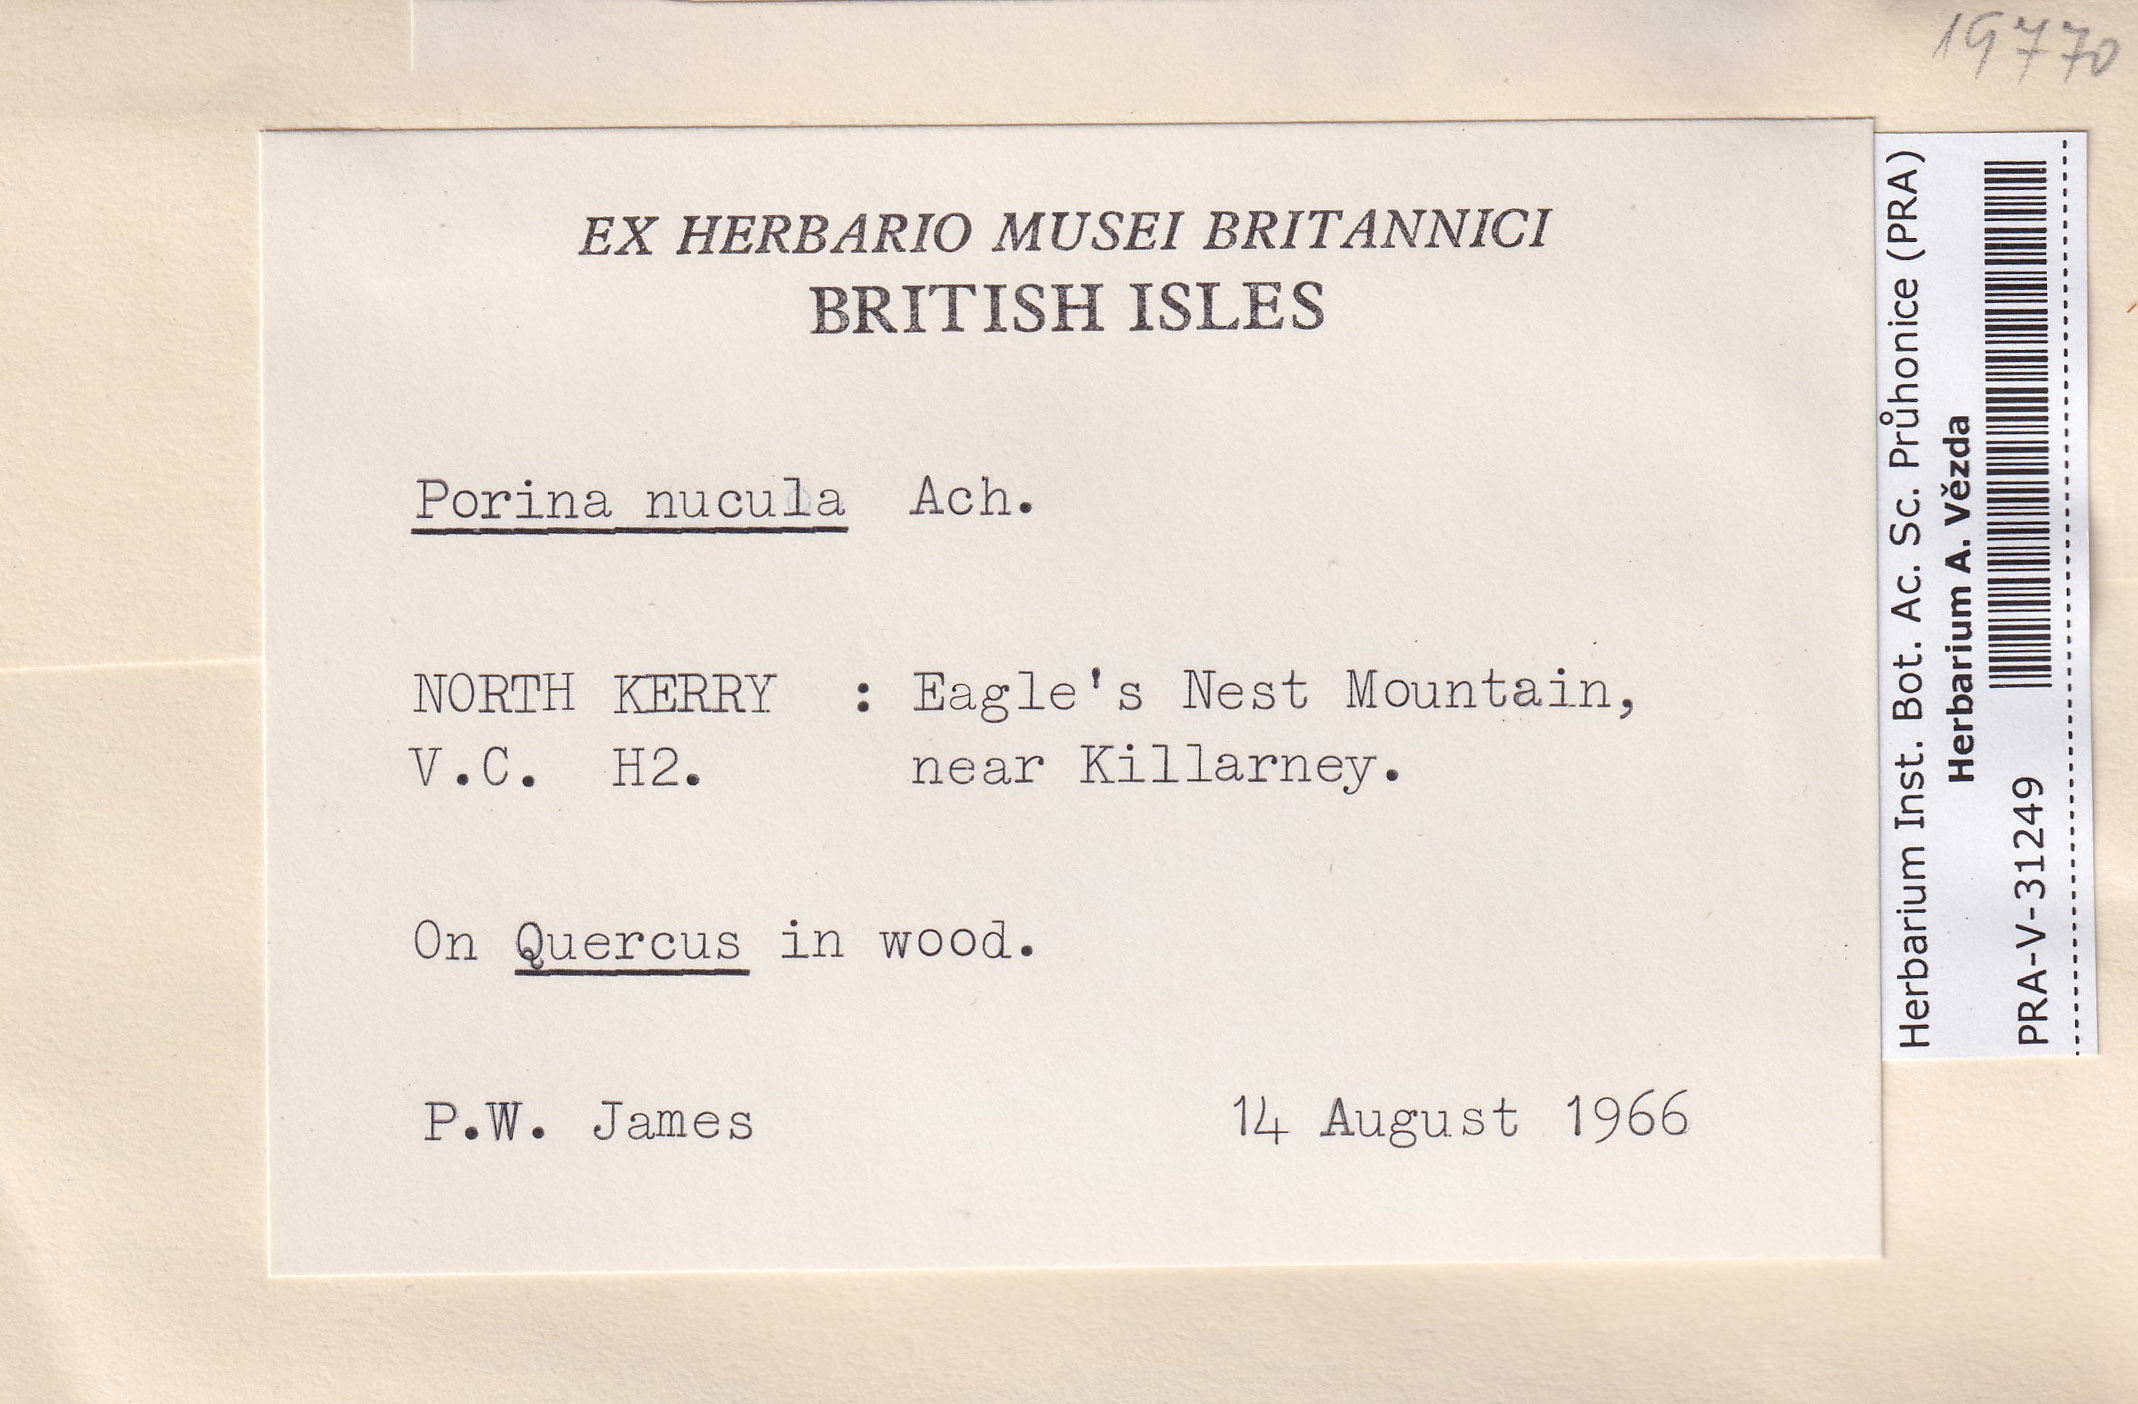 19770
EX HERBARIO MUSEI BRITANNICI
BRITISH ISLES
Porina nucula Ach.
NORTH KERRY : Eagle's Nest Mountain,
V.C. H2. near Killarney.
On Quercus in wood.
P.W. James 14 August 1966
Herbarium Inst. Bot. Ac. Sc. Průhonice (PRA)
Herbarium A. Vězda
PRA-V-31249